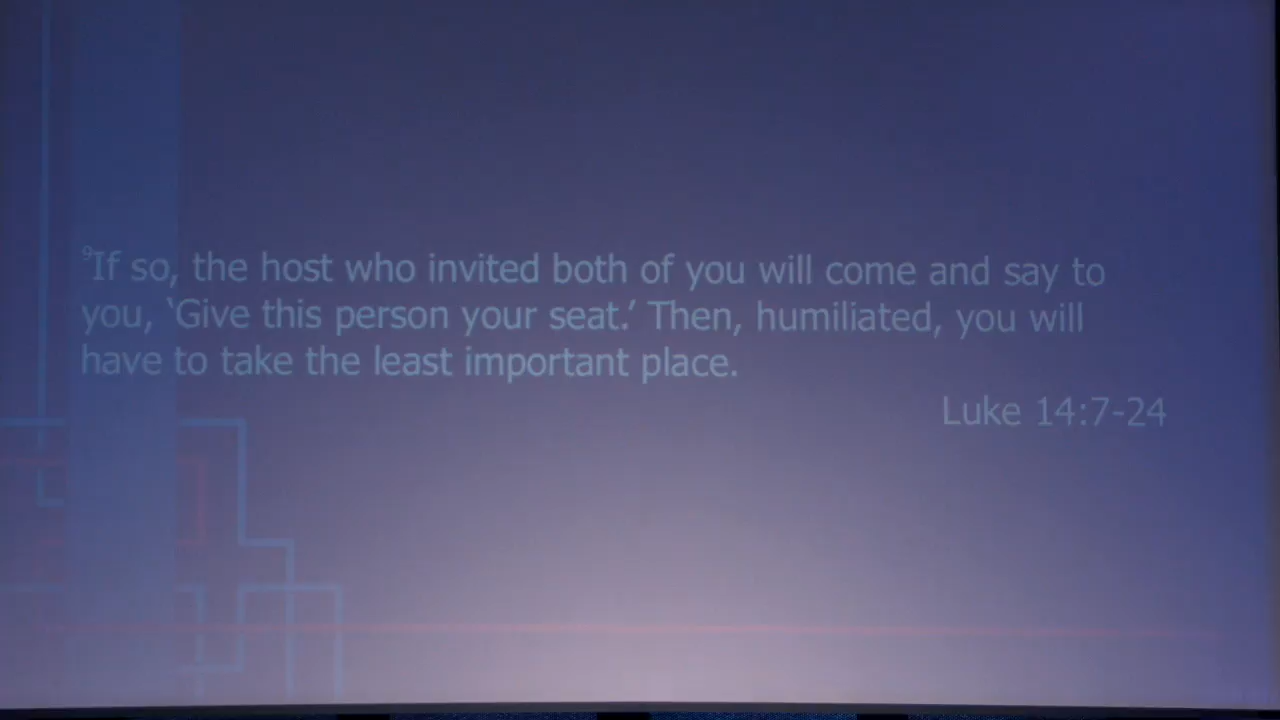 ⁹If so, the host who invited both of you will come and say to
you, ‘Give this person your seat.’ Then, humiliated, you will
have to take the least important place.
Luke 14:7-24